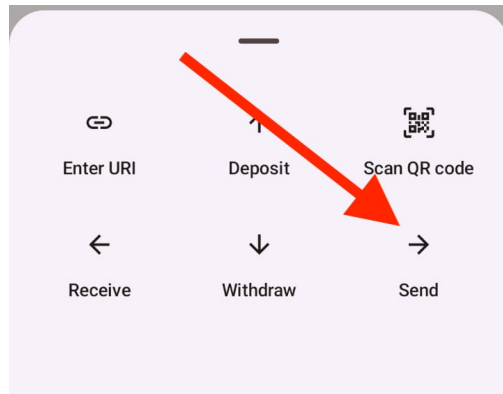 Enter URI
Deposit
Scan QR code
Receive
Withdraw
Send